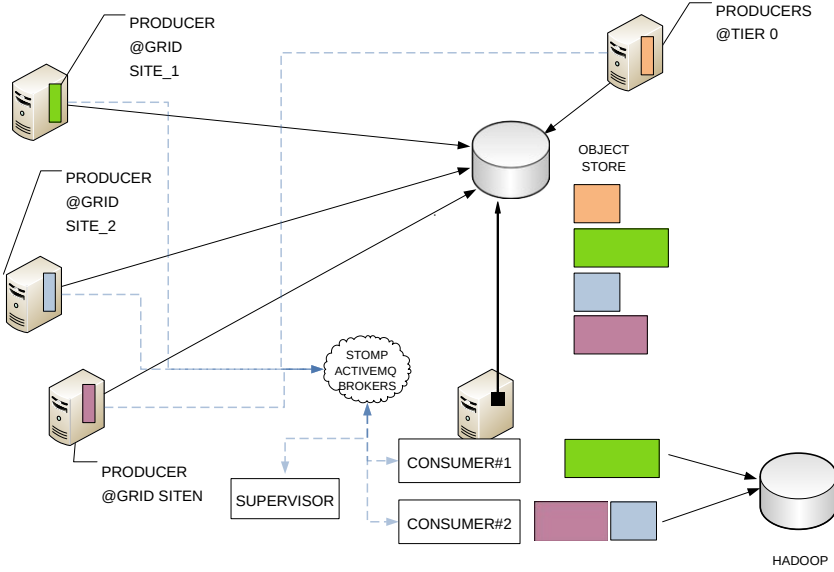 PRODUCER
@GRID
SITE_1
PRODUCERS
@TIER 0
PRODUCER
@GRID
SITE_2
OBJECT
STORE
STOMP
ACTIVEMQ
BROKERS
PRODUCER
@GRID SITEN
SUPERVISOR
CONSUMER#1
CONSUMER#2
HADOOP